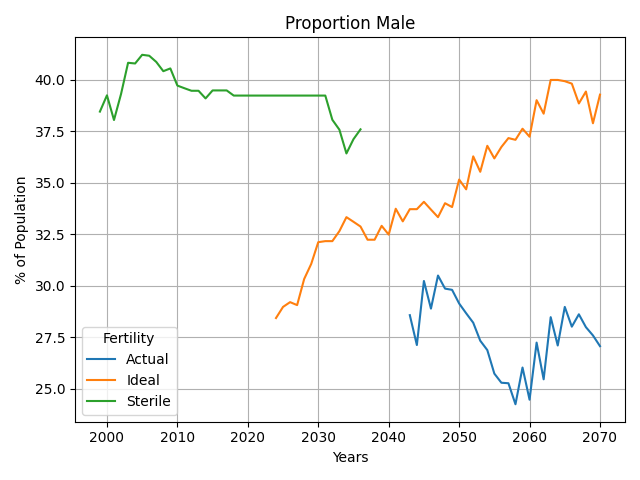 Proportion Male
% of Population
40.0
37.5
35.0
32.5
30.0
27.5
25.0
Fertility
Actual
Ideal
Sterile
2000 2010 2020 2030 2040 2050 2060 2070
Years